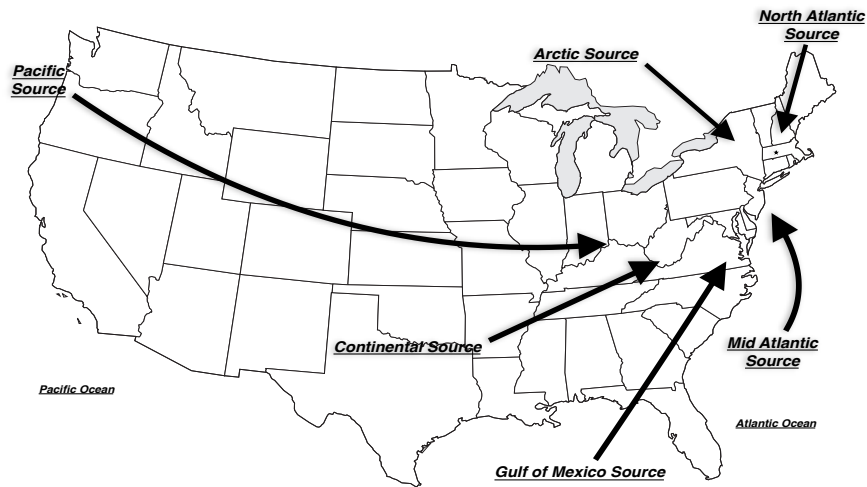 North Atlantic
Source
Arctic Source
Pacific
Source
Continental Source
Mid Atlantic
Source
Pacific Ocean
Atlantic Ocean
Gulf of Mexico Source